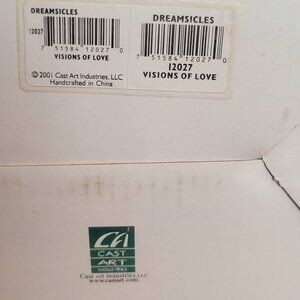 DREAMSICLES
12027
7 51584 12027 0
VISIONS OF LOVE
© 2001 Cast Art Industries, LLC
Handcrafted in China
DREAMSICLES
7 51584 12027 0
12027
VISIONS OF LOVE
CAi
CAST
ART
INDUSTRIES
Cast Art Industries LLC
www.castart.com